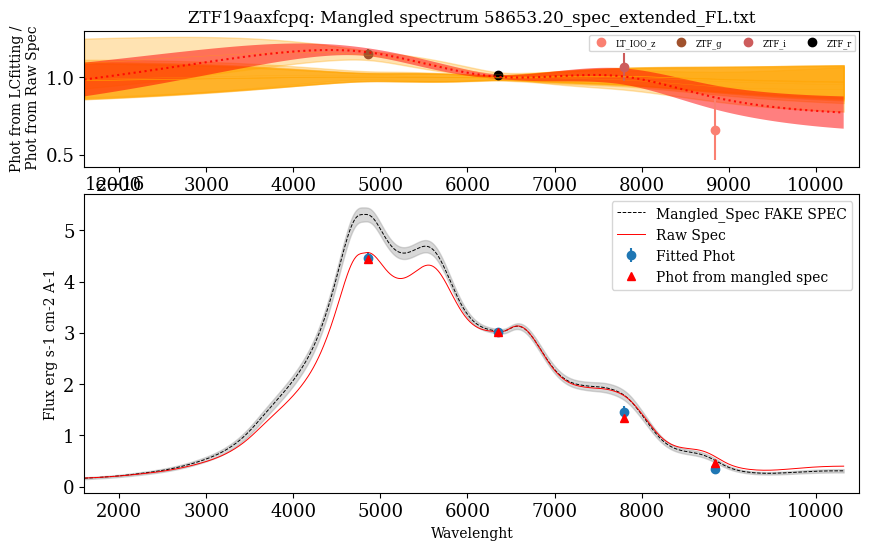 ZTF19aaxfcpq: Mangled spectrum 58653.20_spec_extended_FL.txt
Phot from LCfitting /
Phot from Raw Spec
1.0
0.5
LT_IOO_z
ZTF_g
ZTF_i
ZTF_r
2000 3000 4000 5000 6000 7000 8000 9000 10000
1e−16
Flux erg s-1 cm-2 A-1
5
4
3
2
1
0
Mangled_Spec FAKE SPEC
Raw Spec
Fitted Phot
Phot from mangled spec
2000 3000 4000 5000 6000 7000 8000 9000 10000
Wavelenght